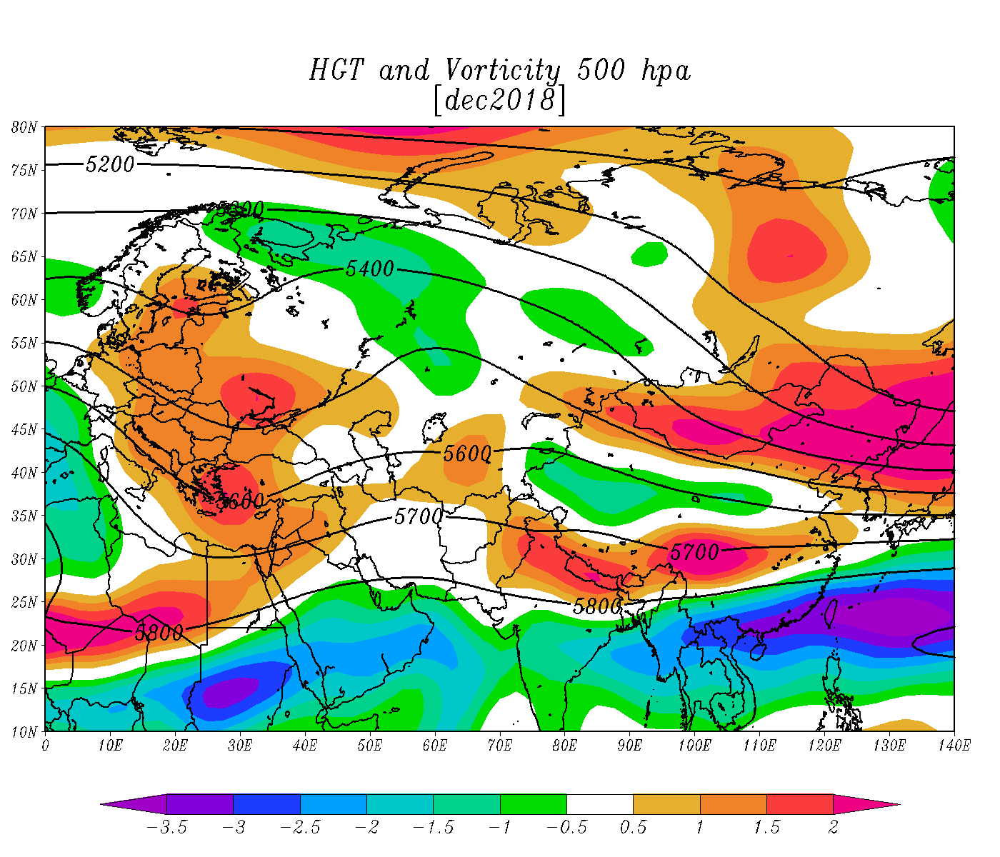 HGT and Vorticity 500 hpa
[dec2018]
80N
75N
70N
65N
60N
55N
50N
45N
40N
35N
30N
25N
20N
15N
10N
5200
5300
5400
5600
5600
5700
5700
5800
5800
0 10E 20E 30E 40E 50E 60E 70E 80E 90E 100E 110E 120E 130E 140E
-3.5 -3 -2.5 -2 -1.5 -1 -0.5 0.5 1 1.5 2